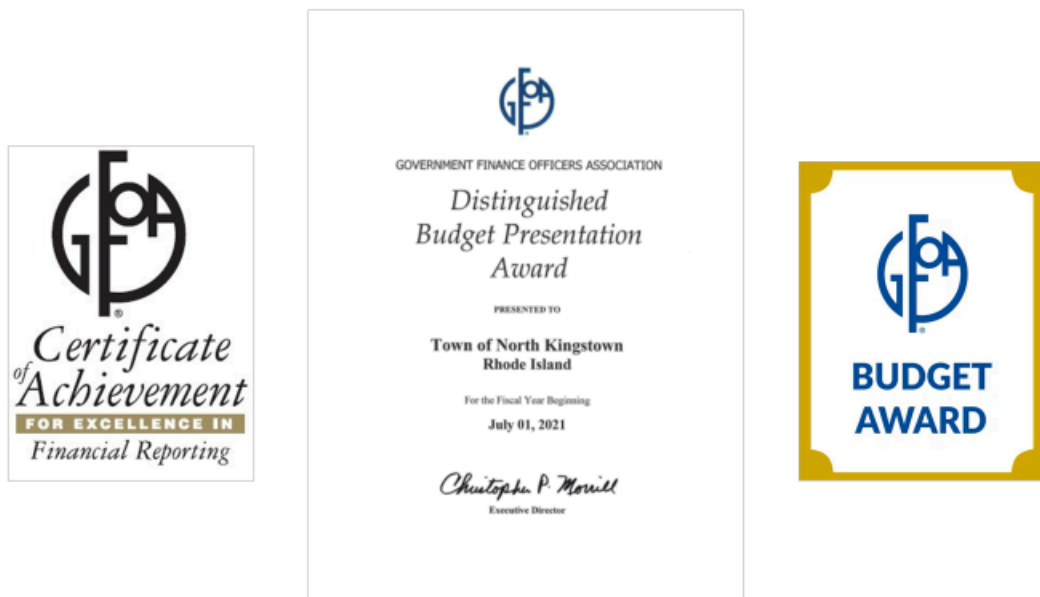 GFOA
®
Certificate
of Achievement
FOR EXCELLENCE IN
Financial Reporting
GFOA
GOVERNMENT FINANCE OFFICERS ASSOCIATION
Distinguished
Budget Presentation
Award
PRESENTED TO
Town of North Kingstown
Rhode Island
For the Fiscal Year Beginning
July 01, 2021
Christopher P. Morrill
Executive Director
GFOA
BUDGET
AWARD